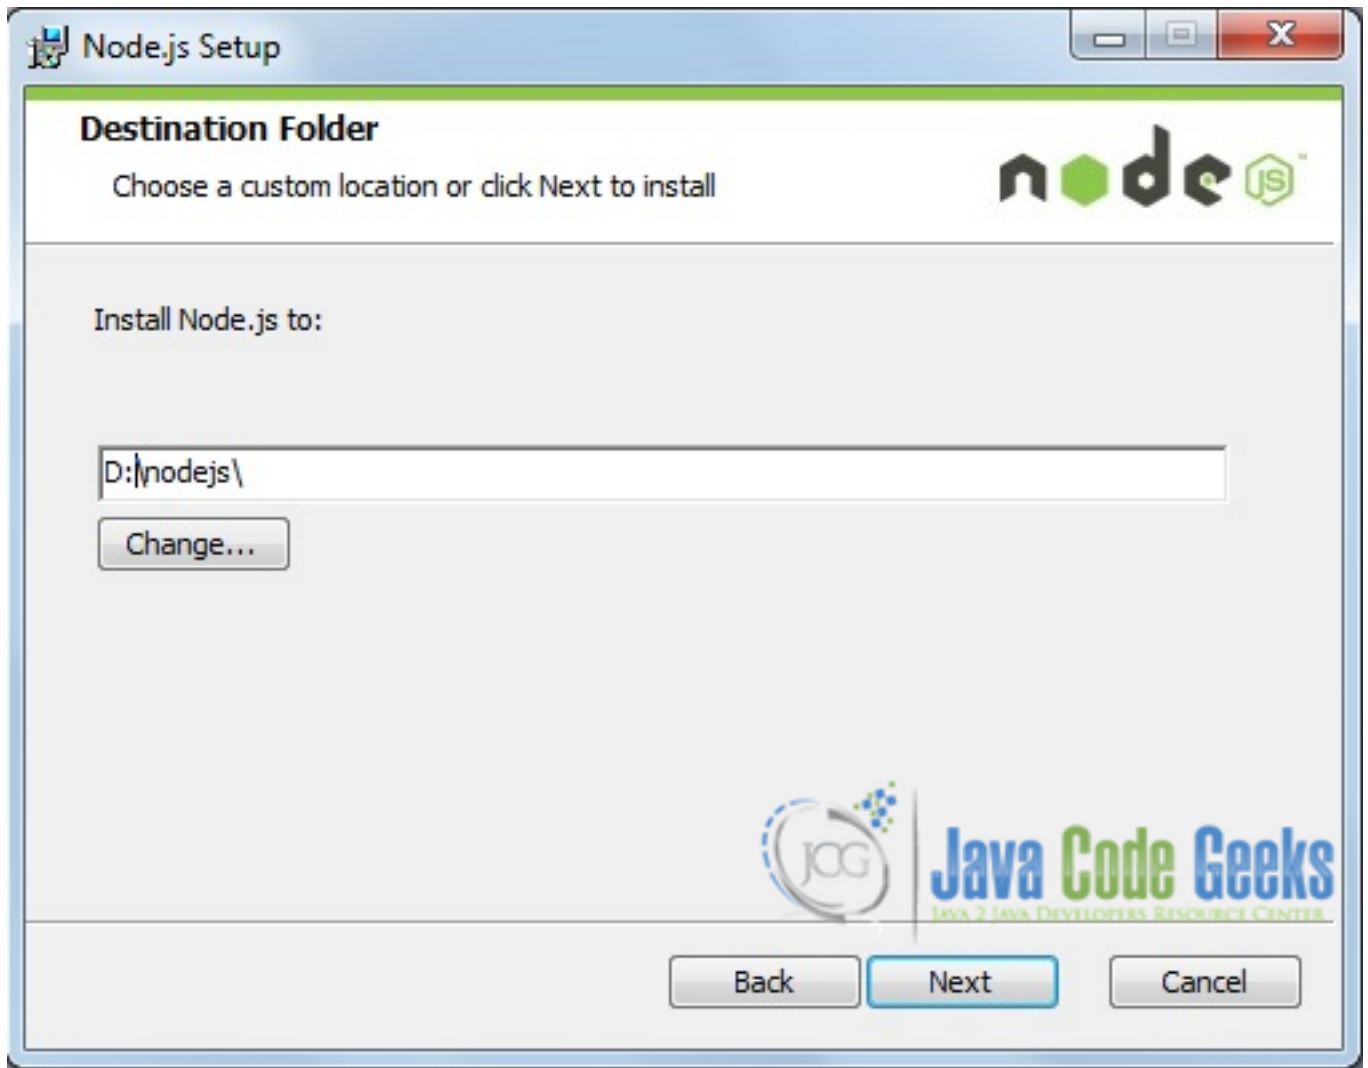 Node.js Setup
Destination Folder
Choose a custom location or click Next to install
node JS™
Install Node.js to:
D:\nodejs\
Change...
JCG
Java Code Geeks
JAVA 2 JAVA DEVELOPERS RESOURCE CENTER
Back
Next
Cancel